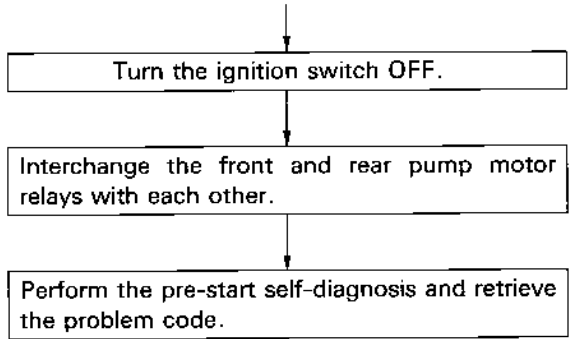 Turn the ignition switch OFF.
Interchange the front and rear pump motor
relays with each other.
Perform the pre-start self-diagnosis and retrieve
the problem code.